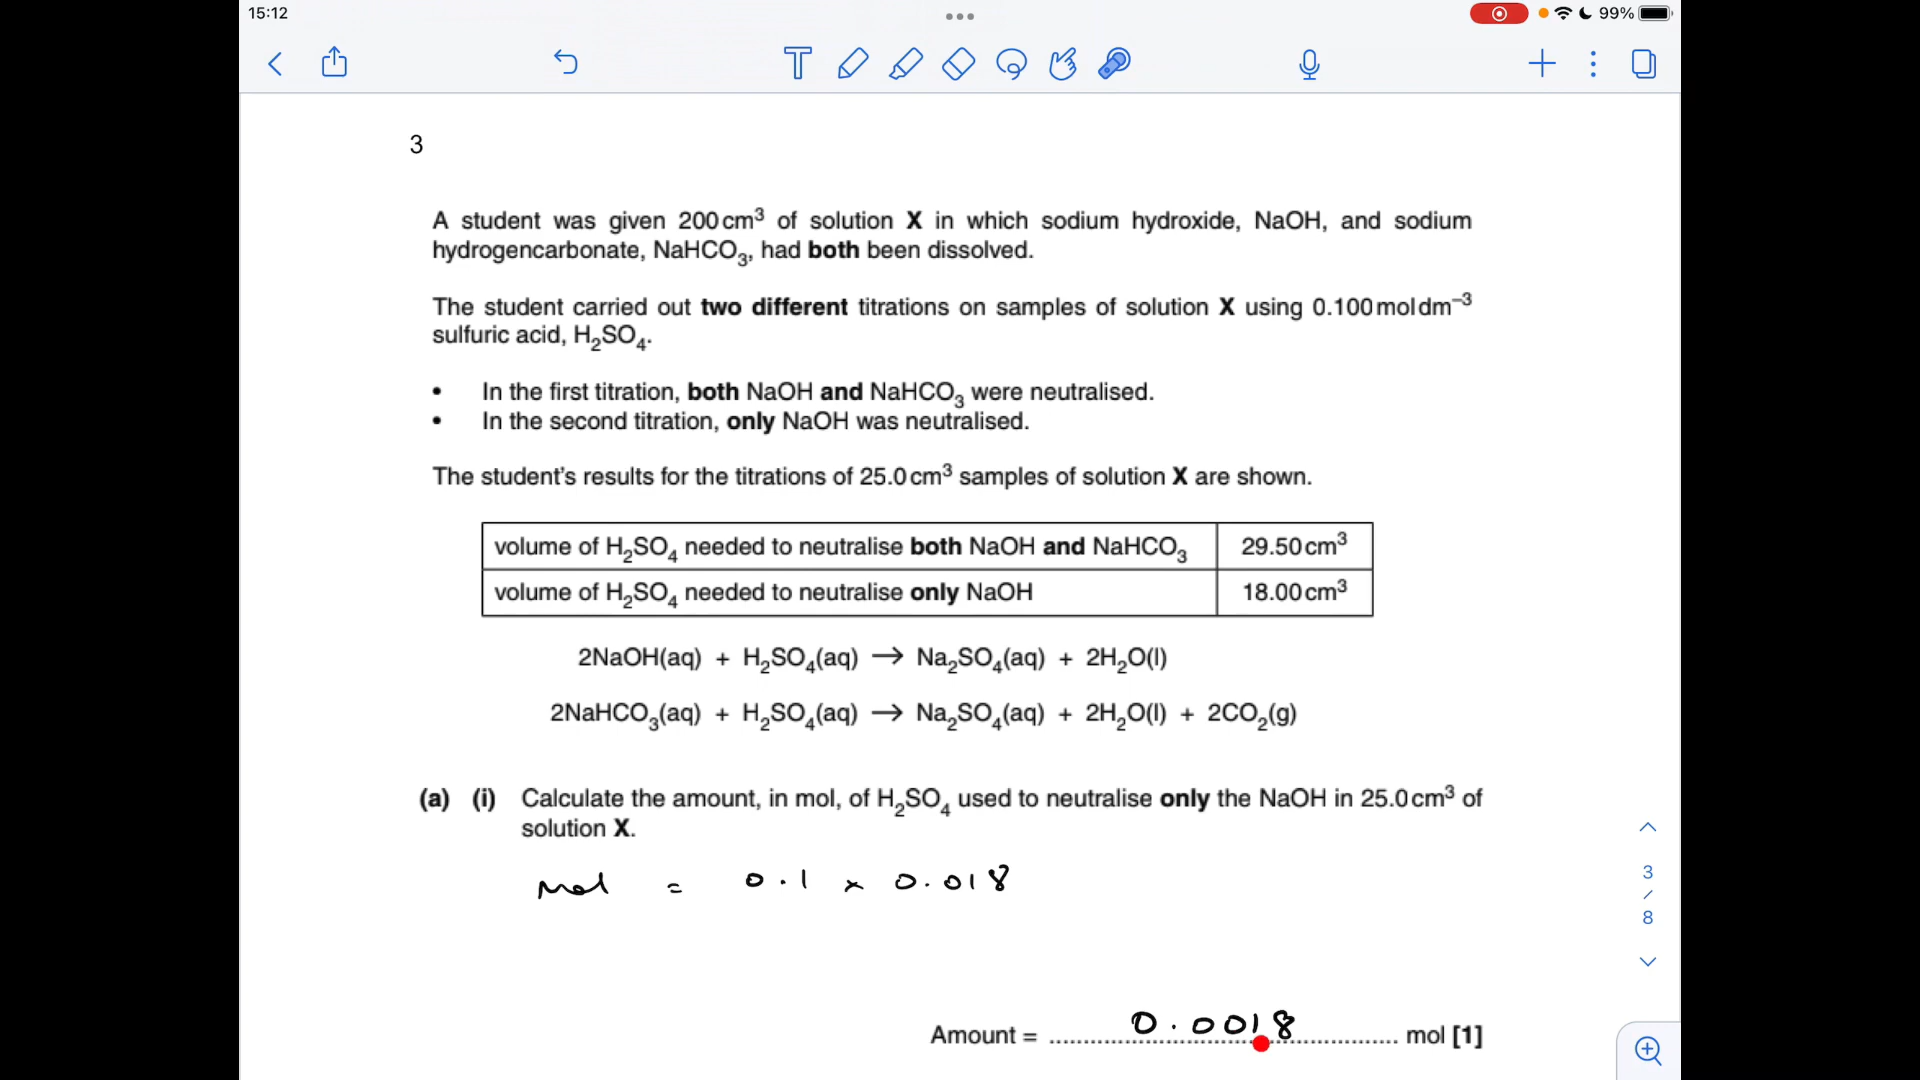 15:12
99%
3
A student was given 200 cm³ of solution X in which sodium hydroxide, NaOH, and sodium
hydrogencarbonate, NaHCO₃, had both been dissolved.
The student carried out two different titrations on samples of solution X using 0.100 mol dm⁻³
sulfuric acid, H₂SO₄.
• In the first titration, both NaOH and NaHCO₃ were neutralised.
• In the second titration, only NaOH was neutralised.
The student's results for the titrations of 25.0 cm³ samples of solution X are shown.
volume of H₂SO₄ needed to neutralise both NaOH and NaHCO₃ 29.50 cm³
volume of H₂SO₄ needed to neutralise only NaOH 18.00 cm³
2NaOH(aq) + H₂SO₄(aq) → Na₂SO₄(aq) + 2H₂O(l)
2NaHCO₃(aq) + H₂SO₄(aq) → Na₂SO₄(aq) + 2H₂O(l) + 2CO₂(g)
(a) (i) Calculate the amount, in mol, of H₂SO₄ used to neutralise only the NaOH in 25.0 cm³ of
solution X.
mol = 0.1 × 0.018
3
/
8
Amount = 0.0018 mol [1]